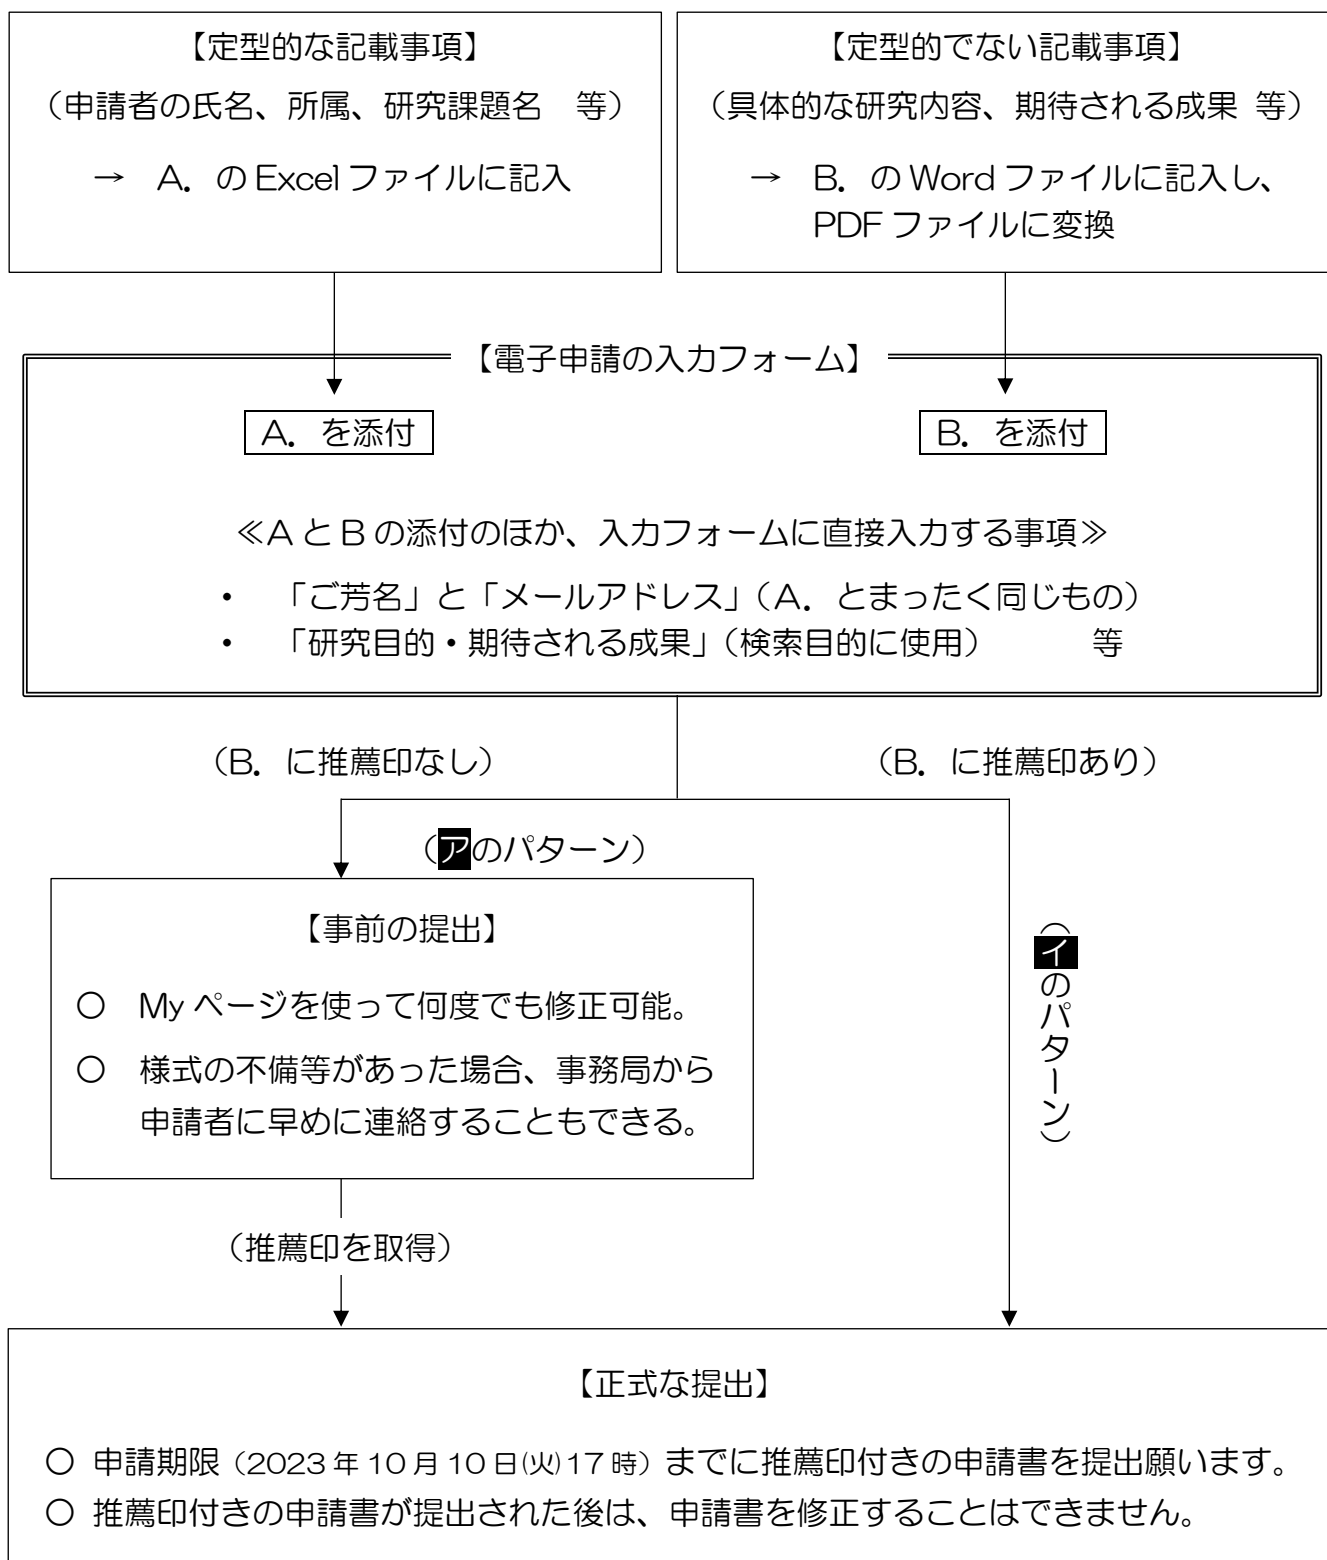 【定型的な記載事項】
（申請者の氏名、所属、研究課題名　等）
→　A．の Excel ファイルに記入
【定型的でない記載事項】
（具体的な研究内容、期待される成果 等）
→　B．の Word ファイルに記入し、
PDF ファイルに変換
【電子申請の入力フォーム】
A．を添付
B．を添付
≪A と B の添付のほか、入力フォームに直接入力する事項≫
・　「ご芳名」と「メールアドレス」（A．とまったく同じもの）
・　「研究目的・期待される成果」（検索目的に使用）　　　等
（B．に推薦印なし）
（B．に推薦印あり）
（アのパターン）
（イのパターン）
【事前の提出】
○　My ページを使って何度でも修正可能。
○　様式の不備等があった場合、事務局から
申請者に早めに連絡することもできる。
（推薦印を取得）
【正式な提出】
○ 申請期限（2023 年 10 月 10 日(火)17 時）までに推薦印付きの申請書を提出願います。
○ 推薦印付きの申請書が提出された後は、申請書を修正することはできません。